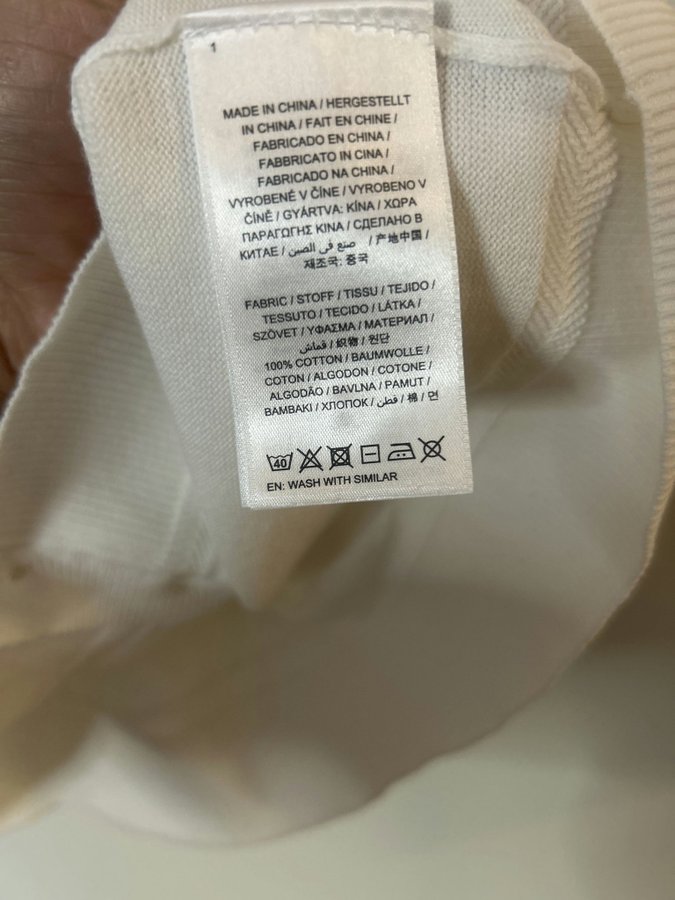 1
MADE IN CHINA / HERGESTELLT
IN CHINA / FAIT EN CHINE /
FABRICADO EN CHINA /
FABBRICATO IN CINA /
FABRICADO NA CHINA /
VYROBENÉ V ČÍNE / VYROBENO V
ČÍNĚ / GYÁRTVA: KÍNA / ΧΩΡΑ
ΠΑΡΑΓΩΓΗΣ ΚΙΝΑ / СДЕЛАНО В
КИТАЕ / صنع في الصين / 产地中国 /
제조국: 중국
FABRIC / STOFF / TISSU / TEJIDO /
TESSUTO / TECIDO / LÁTKA /
SZÖVET / ΥΦΑΣΜΑ / МАТЕРИАЛ /
قماش / 织物 / 원단
100% COTTON / BAUMWOLLE /
COTON / ALGODON / COTONE /
ALGODÃO / BAVLNA / PAMUT /
ΒΑΜΒΑΚΙ / ХЛОПОК / قطن / 棉 / 면
40
EN: WASH WITH SIMILAR